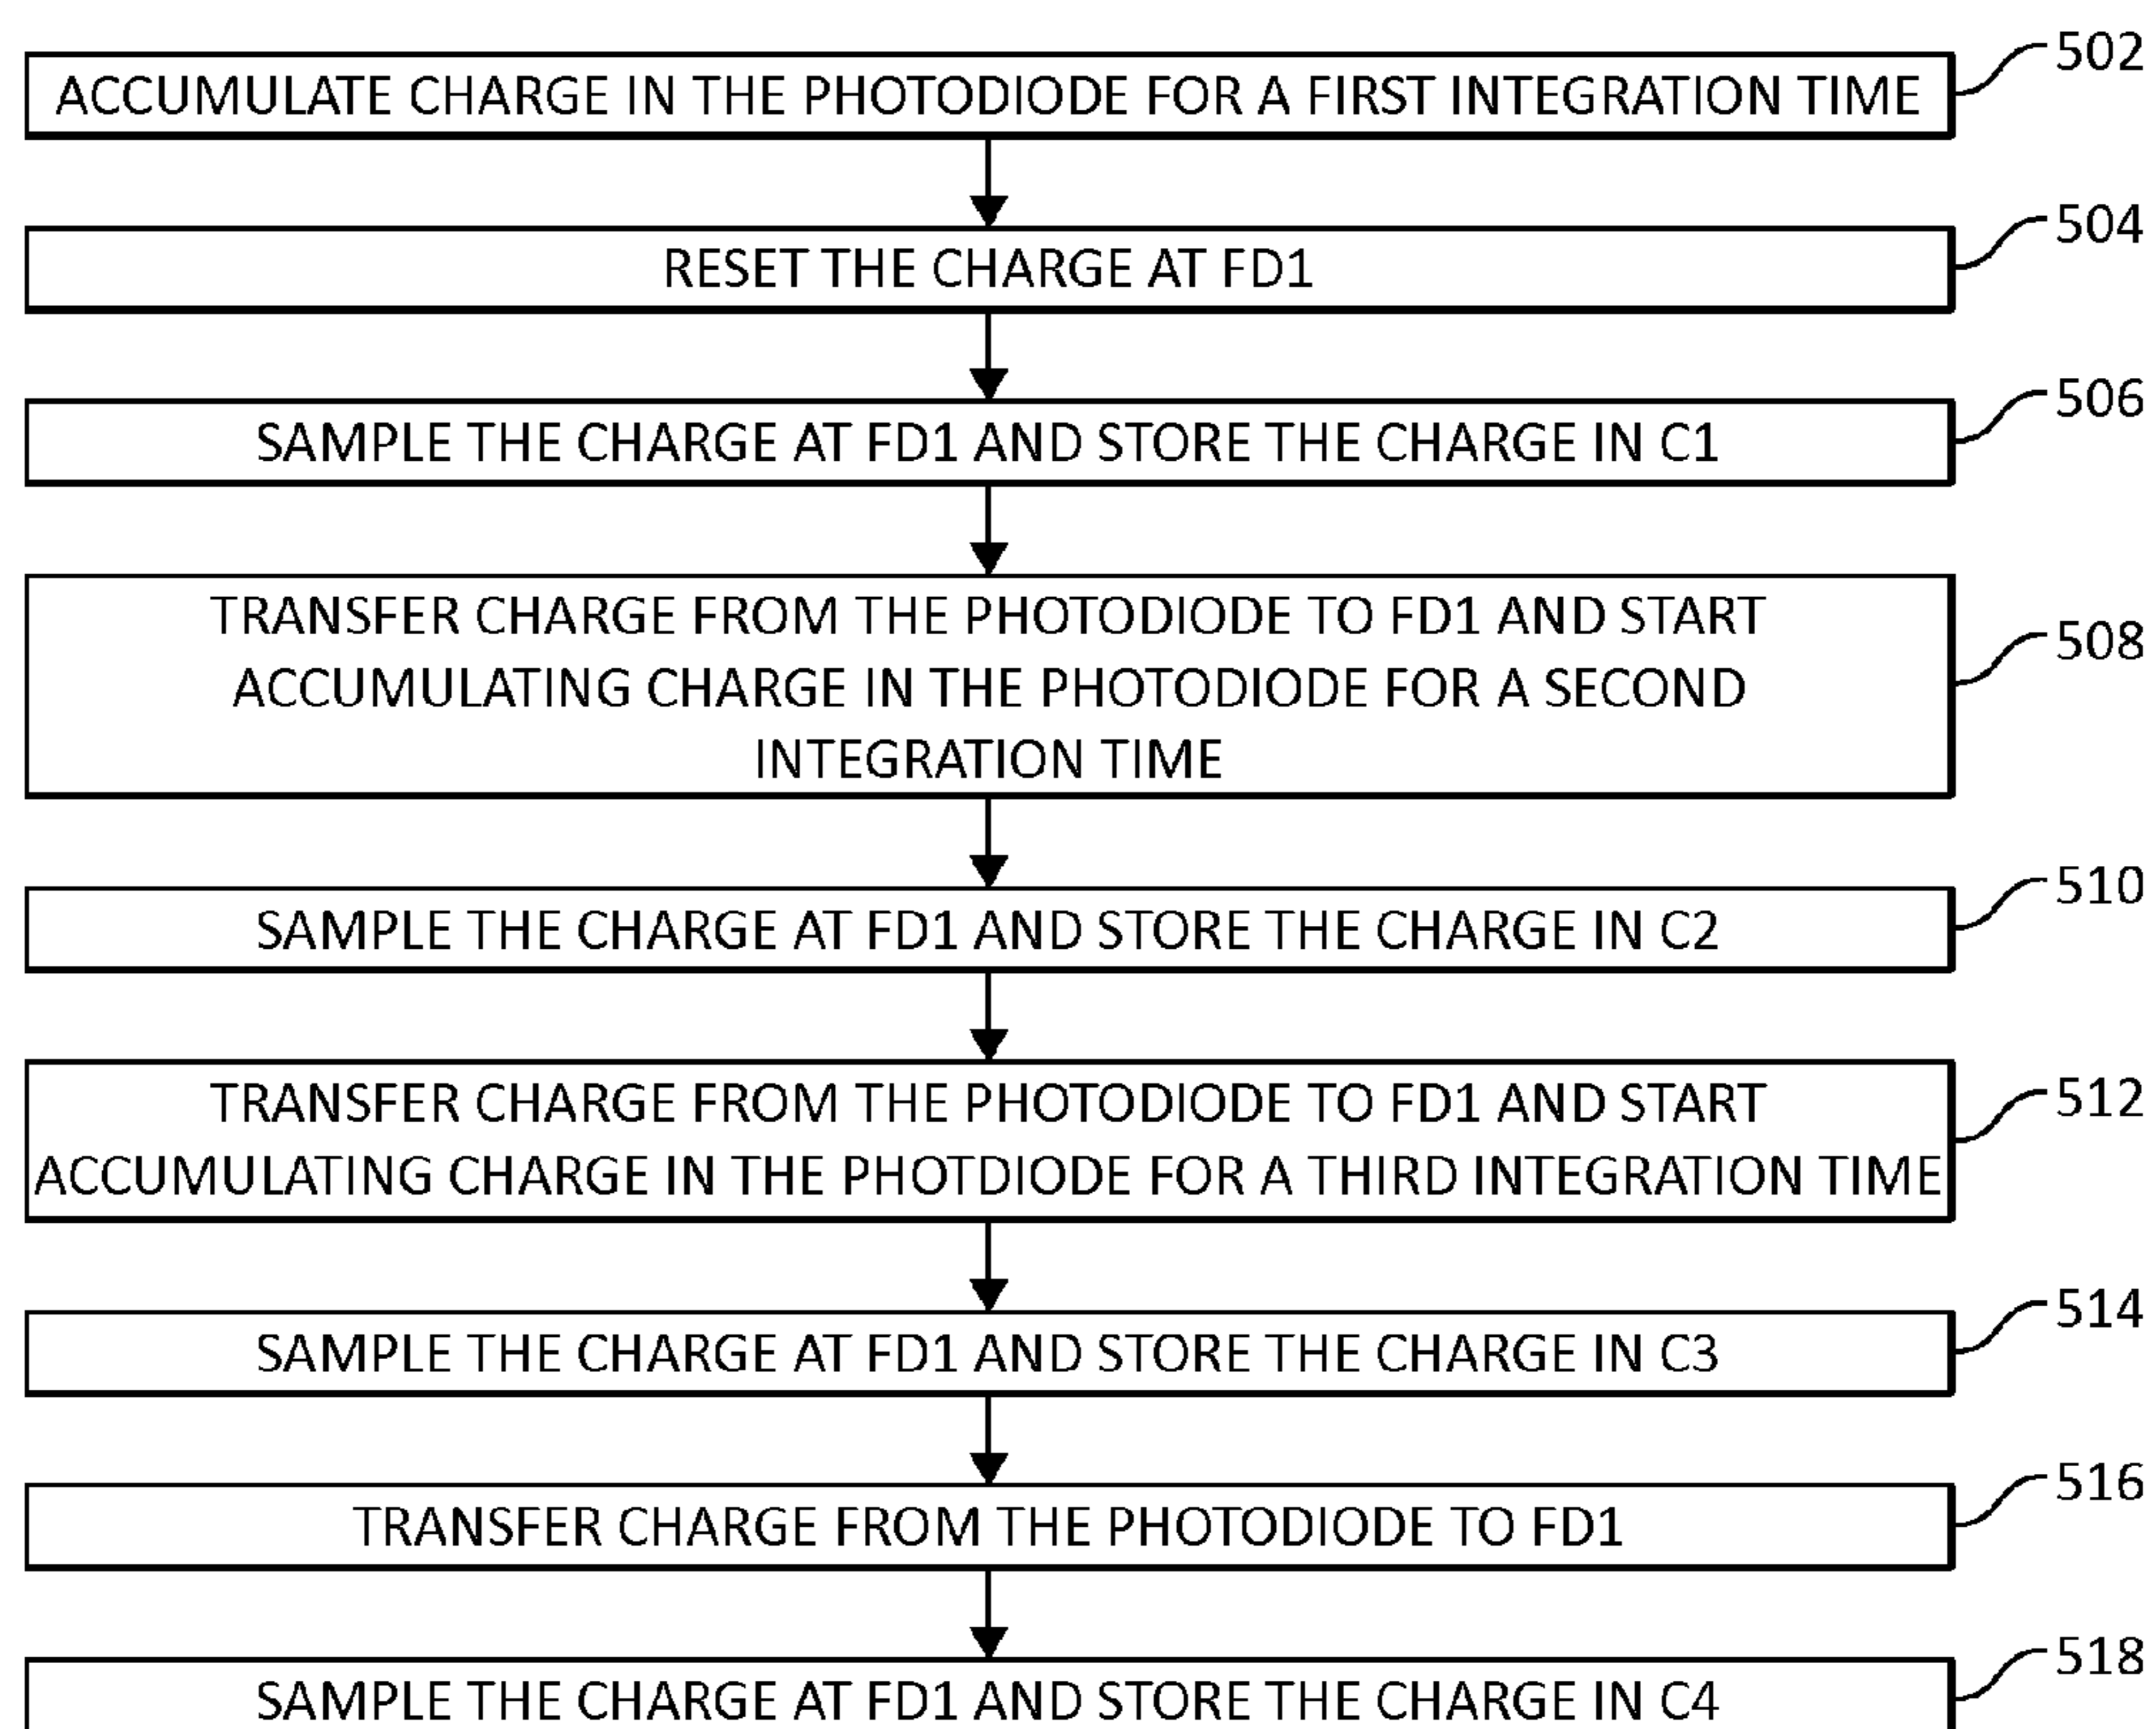 502
ACCUMULATE CHARGE IN THE PHOTODIODE FOR A FIRST INTEGRATION TIME
504
RESET THE CHARGE AT FD1
506
SAMPLE THE CHARGE AT FD1 AND STORE THE CHARGE IN C1
508
TRANSFER CHARGE FROM THE PHOTODIODE TO FD1 AND START
ACCUMULATING CHARGE IN THE PHOTODIODE FOR A SECOND
INTEGRATION TIME
510
SAMPLE THE CHARGE AT FD1 AND STORE THE CHARGE IN C2
512
TRANSFER CHARGE FROM THE PHOTODIODE TO FD1 AND START
ACCUMULATING CHARGE IN THE PHOTDIODE FOR A THIRD INTEGRATION TIME
514
SAMPLE THE CHARGE AT FD1 AND STORE THE CHARGE IN C3
516
TRANSFER CHARGE FROM THE PHOTODIODE TO FD1
518
SAMPLE THE CHARGE AT FD1 AND STORE THE CHARGE IN C4